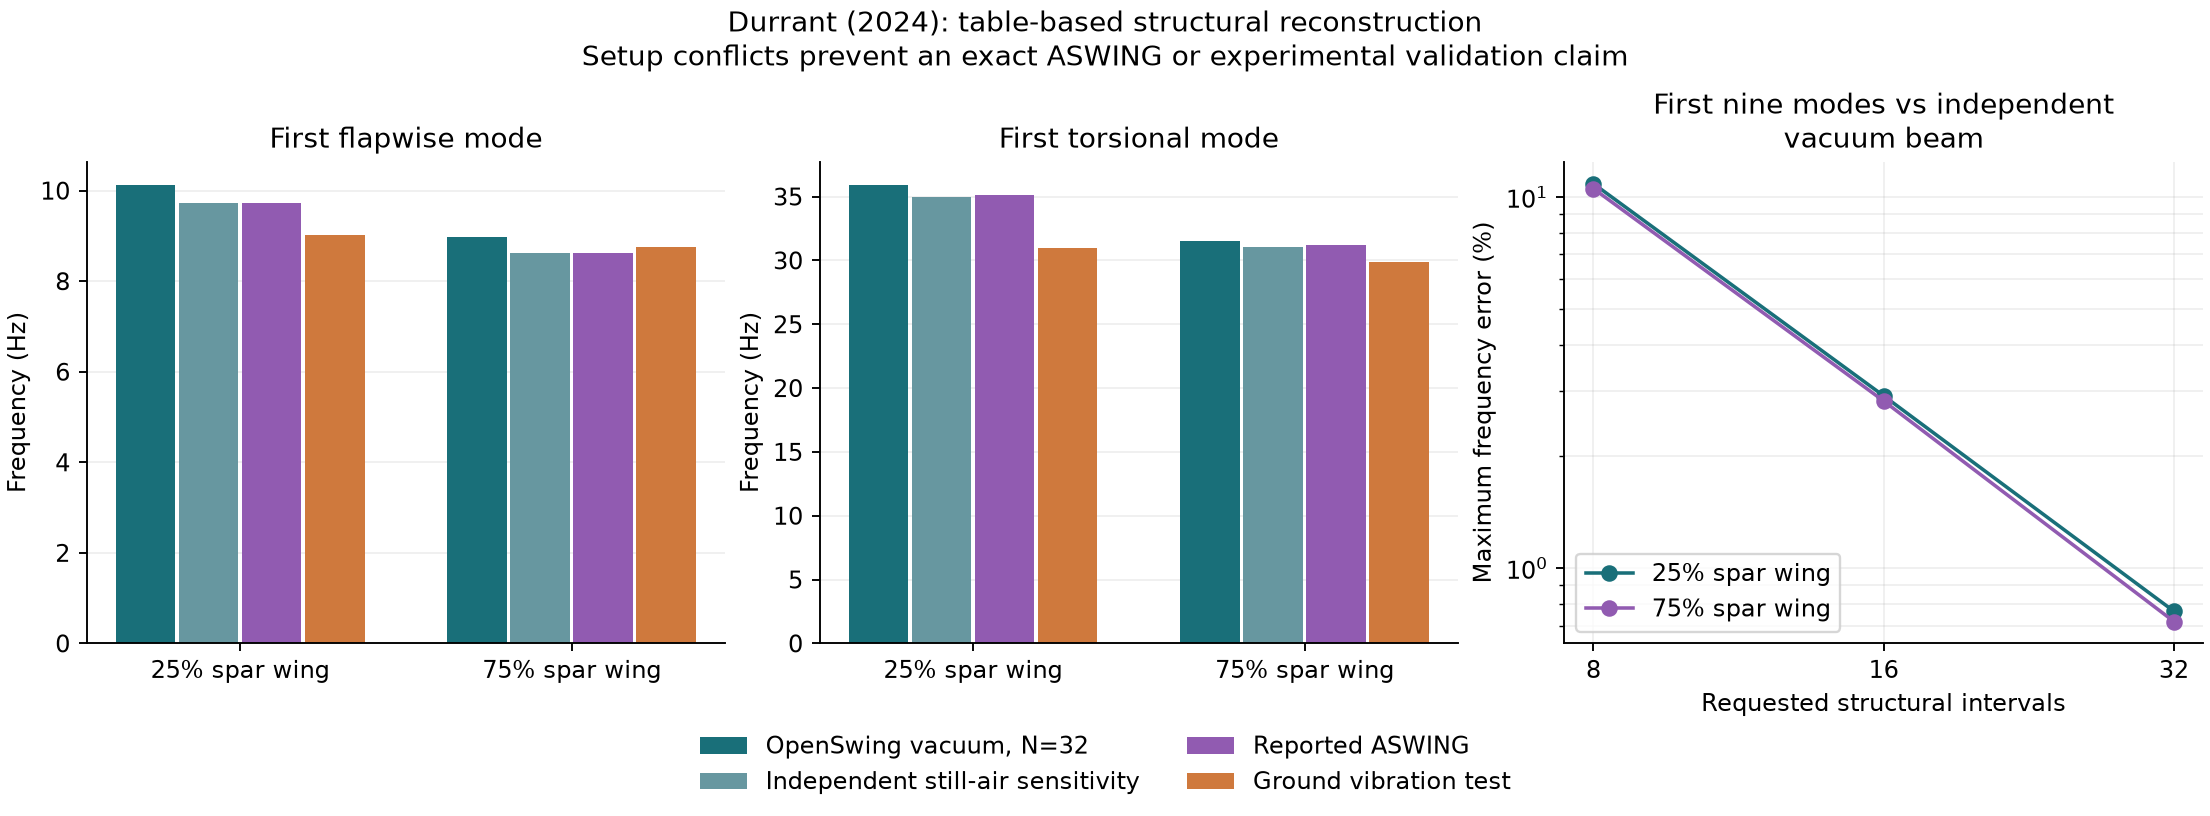 Durrant (2024): table-based structural reconstruction
Setup conflicts prevent an exact ASWING or experimental validation claim
First flapwise mode
Frequency (Hz)
10
8
6
4
2
0
25% spar wing
75% spar wing
First torsional mode
Frequency (Hz)
35
30
25
20
15
10
5
0
25% spar wing
75% spar wing
First nine modes vs independent
vacuum beam
Maximum frequency error (%)
10¹
10⁰
25% spar wing
75% spar wing
8
16
32
Requested structural intervals
OpenSwing vacuum, N=32
Independent still-air sensitivity
Reported ASWING
Ground vibration test